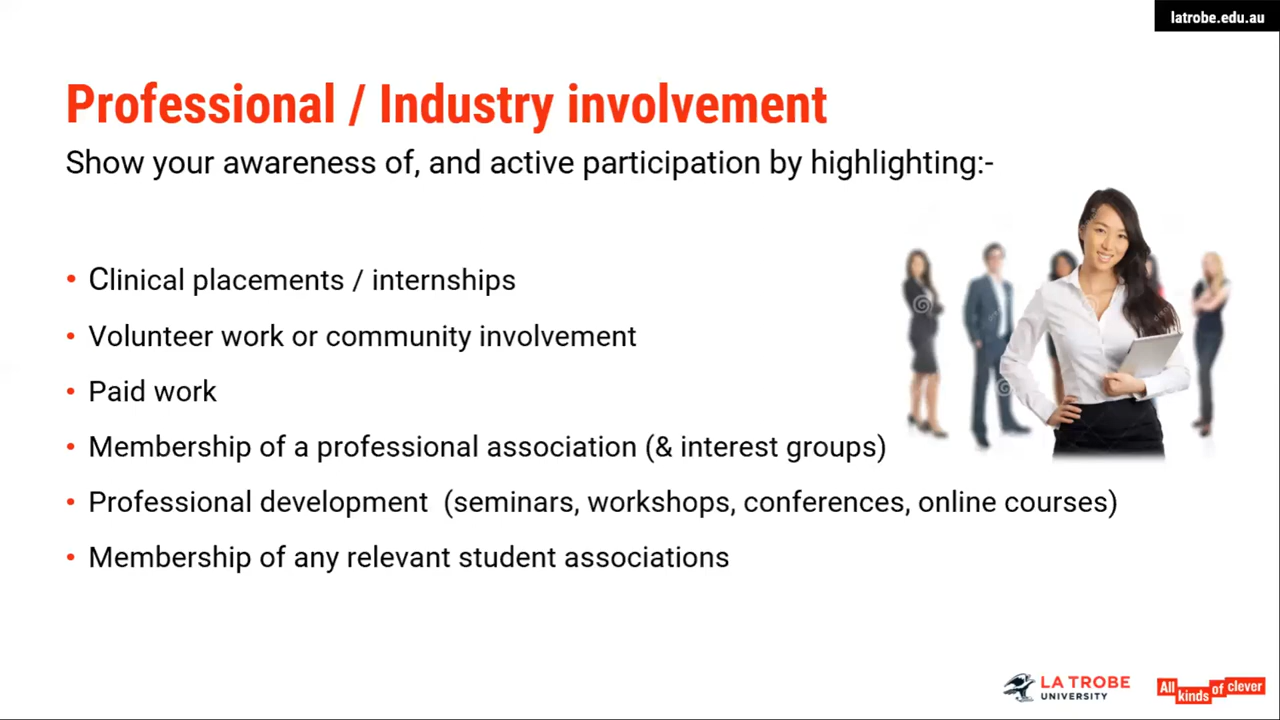 latrobe.edu.au
Professional / Industry involvement
Show your awareness of, and active participation by highlighting:-
• Clinical placements / internships
• Volunteer work or community involvement
• Paid work
• Membership of a professional association (& interest groups)
• Professional development  (seminars, workshops, conferences, online courses)
• Membership of any relevant student associations
LA TROBE
UNIVERSITY
All kinds of clever